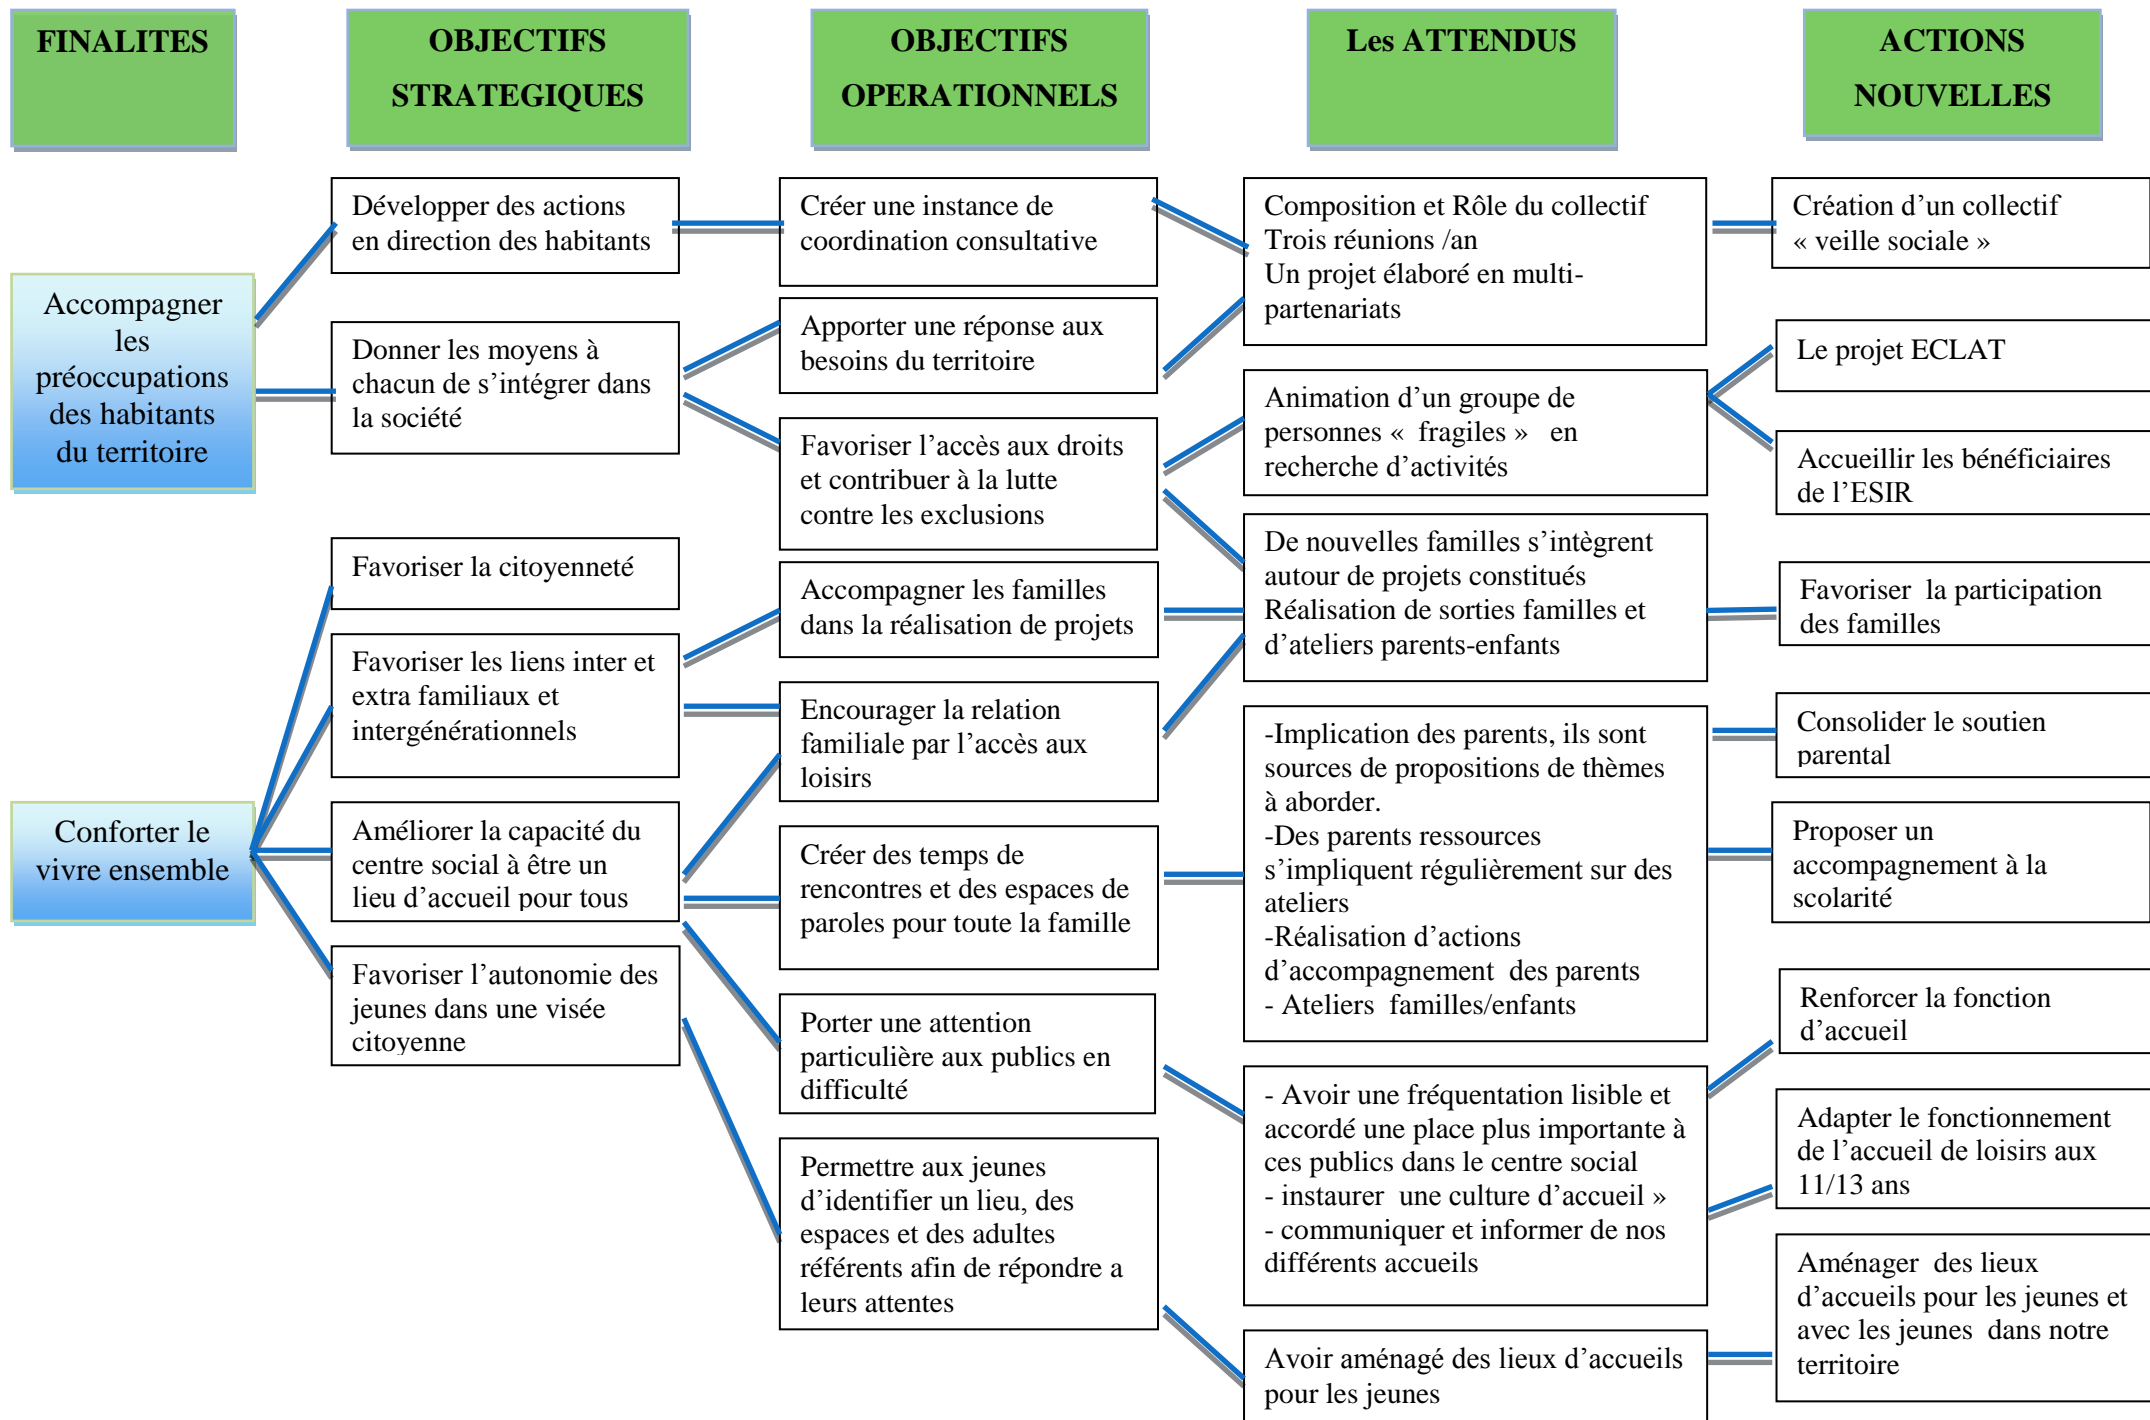 FINALITES
OBJECTIFS
STRATEGIQUES
OBJECTIFS
OPERATIONNELS
Les ATTENDUS
ACTIONS
NOUVELLES
Accompagner
les
préoccupations
des habitants
du territoire
Conforter le
vivre ensemble
Développer des actions
en direction des habitants
Donner les moyens à
chacun de s’intégrer dans
la société
Favoriser la citoyenneté
Favoriser les liens inter et
extra familiaux et
intergénérationnels
Améliorer la capacité du
centre social à être un
lieu d’accueil pour tous
Favoriser l’autonomie des
jeunes dans une visée
citoyenne
Créer une instance de
coordination consultative
Apporter une réponse aux
besoins du territoire
Favoriser l’accès aux droits
et contribuer à la lutte
contre les exclusions
Accompagner les familles
dans la réalisation de projets
Encourager la relation
familiale par l’accès aux
loisirs
Créer des temps de
rencontres et des espaces de
paroles pour toute la famille
Porter une attention
particulière aux publics en
difficulté
Permettre aux jeunes
d’identifier un lieu, des
espaces et des adultes
référents afin de répondre a
leurs attentes
Composition et Rôle du collectif
Trois réunions /an
Un projet élaboré en multi-
partenariats
Animation d’un groupe de
personnes « fragiles » en
recherche d’activités
De nouvelles familles s’intègrent
autour de projets constitués
Réalisation de sorties familles et
d’ateliers parents-enfants
-Implication des parents, ils sont
sources de propositions de thèmes
à aborder.
-Des parents ressources
s’impliquent régulièrement sur des
ateliers
-Réalisation d’actions
d’accompagnement des parents
- Ateliers familles/enfants
- Avoir une fréquentation lisible et
accordé une place plus importante à
ces publics dans le centre social
- instaurer une culture d’accueil »
- communiquer et informer de nos
différents accueils
Avoir aménagé des lieux d’accueils
pour les jeunes
Création d’un collectif
« veille sociale »
Le projet ECLAT
Accueillir les bénéficiaires
de l’ESIR
Favoriser la participation
des familles
Consolider le soutien
parental
Proposer un
accompagnement à la
scolarité
Renforcer la fonction
d’accueil
Adapter le fonctionnement
de l’accueil de loisirs aux
11/13 ans
Aménager des lieux
d’accueils pour les jeunes et
avec les jeunes dans notre
territoire